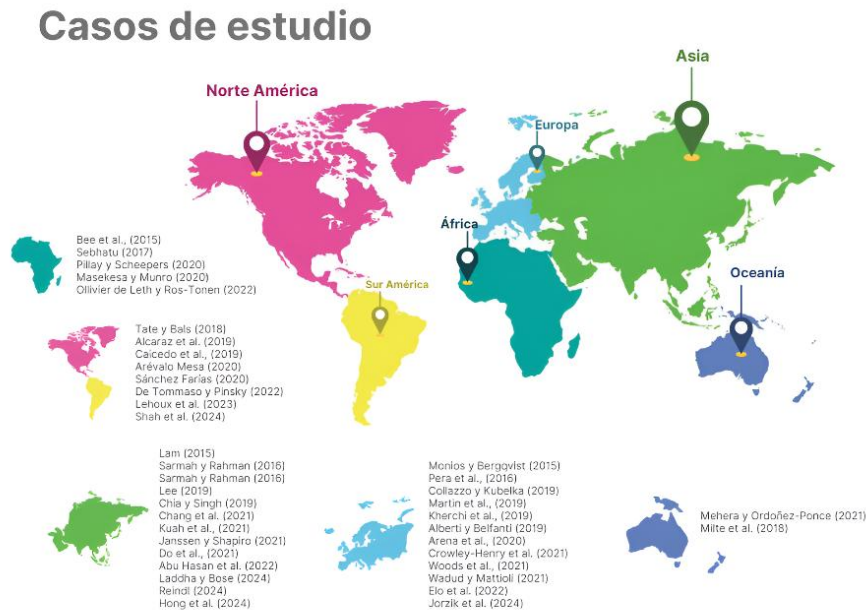 Casos de estudio
Asia
Norte América
Europa
África
Oceanía
Sur América
Bee et al., (2015)
Sebhatu (2017)
Pillay y Scheepers (2020)
Masekesa y Munro (2020)
Ollivier de Leth y Ros-Tonen (2022)
Tate y Bals (2018)
Alcaraz et al. (2019)
Caicedo et al., (2019)
Arévalo Mesa (2020)
Sánchez Farías (2020)
De Tommaso y Pinsky (2022)
Lehoux et al. (2023)
Shah et al. (2024)
Lam (2015)
Sarmah y Rahman (2016)
Sarmah y Rahman (2016)
Lee (2019)
Chia y Singh (2019)
Chang et al. (2021)
Kuah et al., (2021)
Janssen y Shapiro (2021)
Do et al., (2021)
Abu Hasan et al. (2022)
Laddha y Bose (2024)
Reindl (2024)
Hong et al. (2024)
Monios y Bergqvist (2015)
Pera et al., (2016)
Collazzo y Kubelka (2019)
Martin et al., (2019)
Kherchi et al., (2019)
Alberti y Belfanti (2019)
Arena et al., (2020)
Crowley-Henry et al. (2021)
Woods et al., (2021)
Wadud y Mattioli (2021)
Elo et al. (2022)
Jorzik et al. (2024)
Mehera y Ordoñez-Ponce (2021)
Milte et al. (2018)